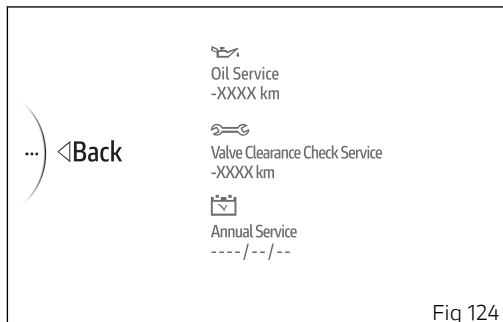 Oil Service
-XXXX km
... ◁Back
Valve Clearance Check Service
-XXXX km
Annual Service
----/--/--
Fig 124